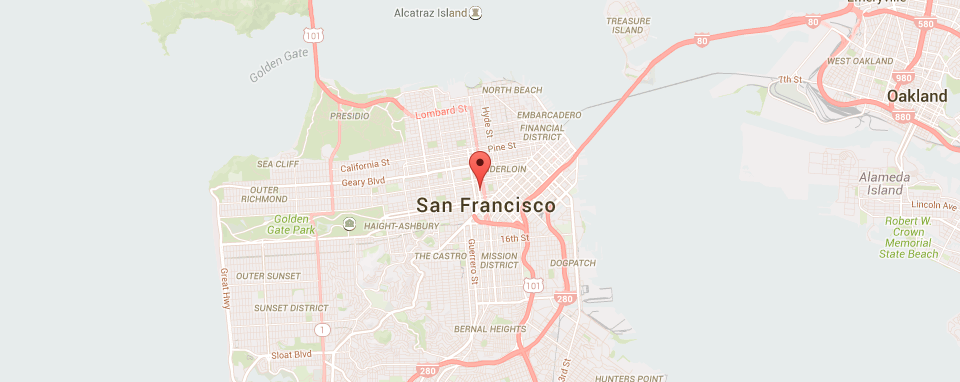 Alcatraz Island
101
Golden Gate
TREASURE
ISLAND
80
80
580
WEST OAKLAND
7th St
980
Oakland
880
NORTH BEACH
Lombard St
Hyde St
PRESIDIO
EMBARCADERO
FINANCIAL
DISTRICT
Pine St
SEA CLIFF
California St
Geary Blvd
OUTER
RICHMOND
San Francisco
Alameda
Island
Lincoln Ave
Golden
Gate Park
HAIGHT-ASHBURY
16th St
Robert W.
Crown
Memorial
State Beach
Great Hwy
THE CASTRO
Guerrero St
MISSION
DISTRICT
DOGPATCH
OUTER SUNSET
101
280
SUNSET DISTRICT
1
BERNAL HEIGHTS
Sloat Blvd
280
3rd St
HUNTERS POINT